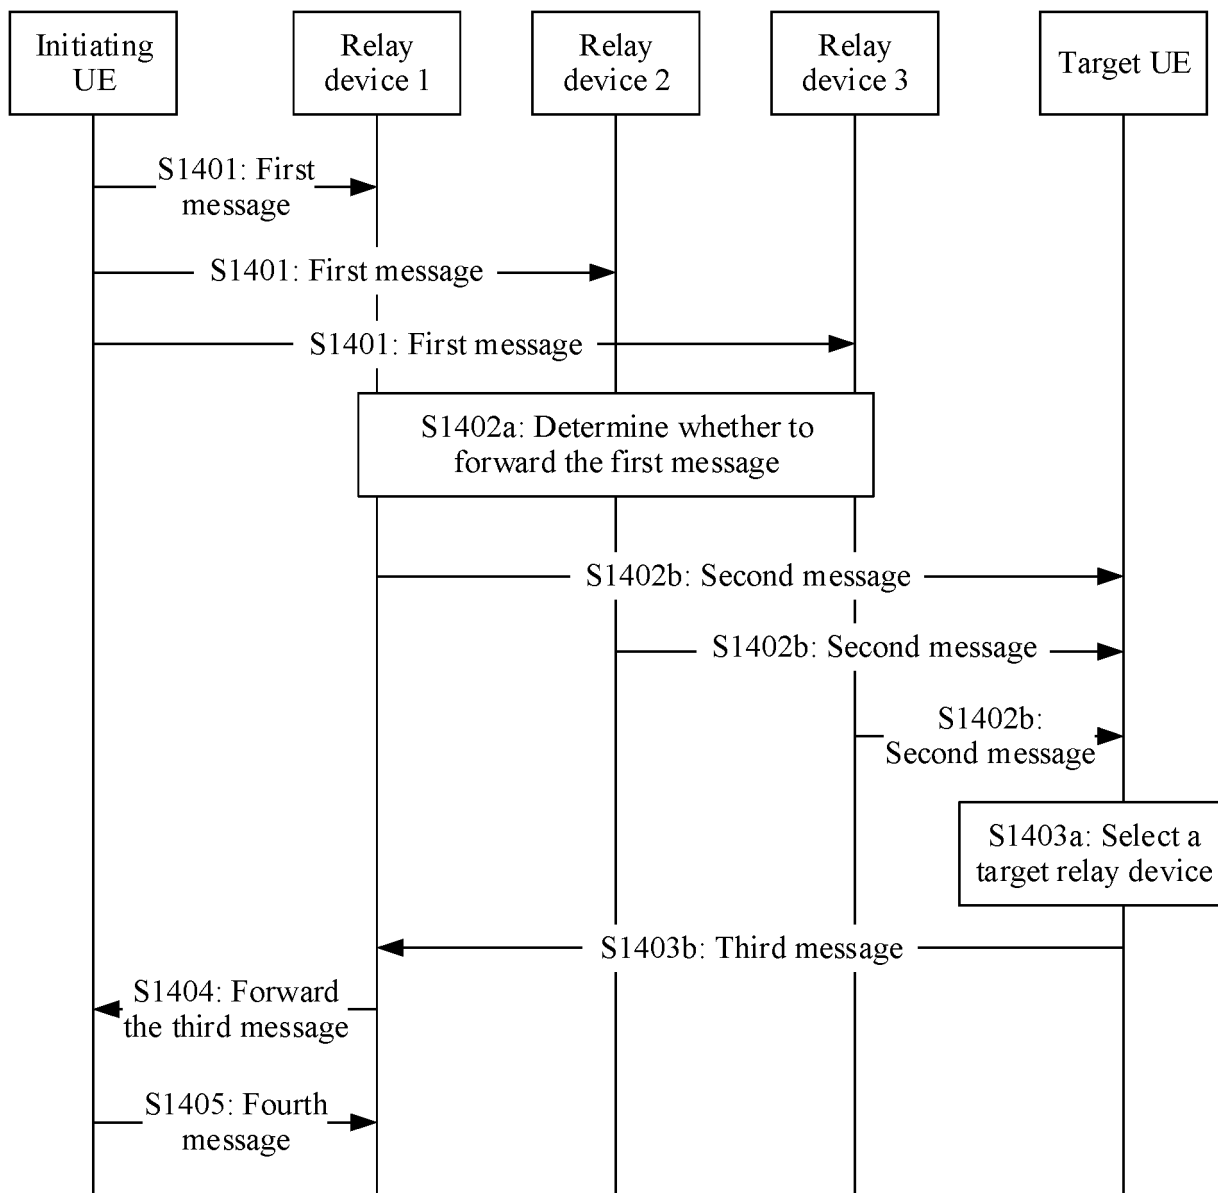 Initiating
UE
Relay
device 1
Relay
device 2
Relay
device 3
Target UE
S1401: First
message
S1401: First message
S1401: First message
S1402a: Determine whether to
forward the first message
S1402b: Second message
S1402b: Second message
S1402b:
Second message
S1403a: Select a
target relay device
S1403b: Third message
S1404: Forward
the third message
S1405: Fourth
message